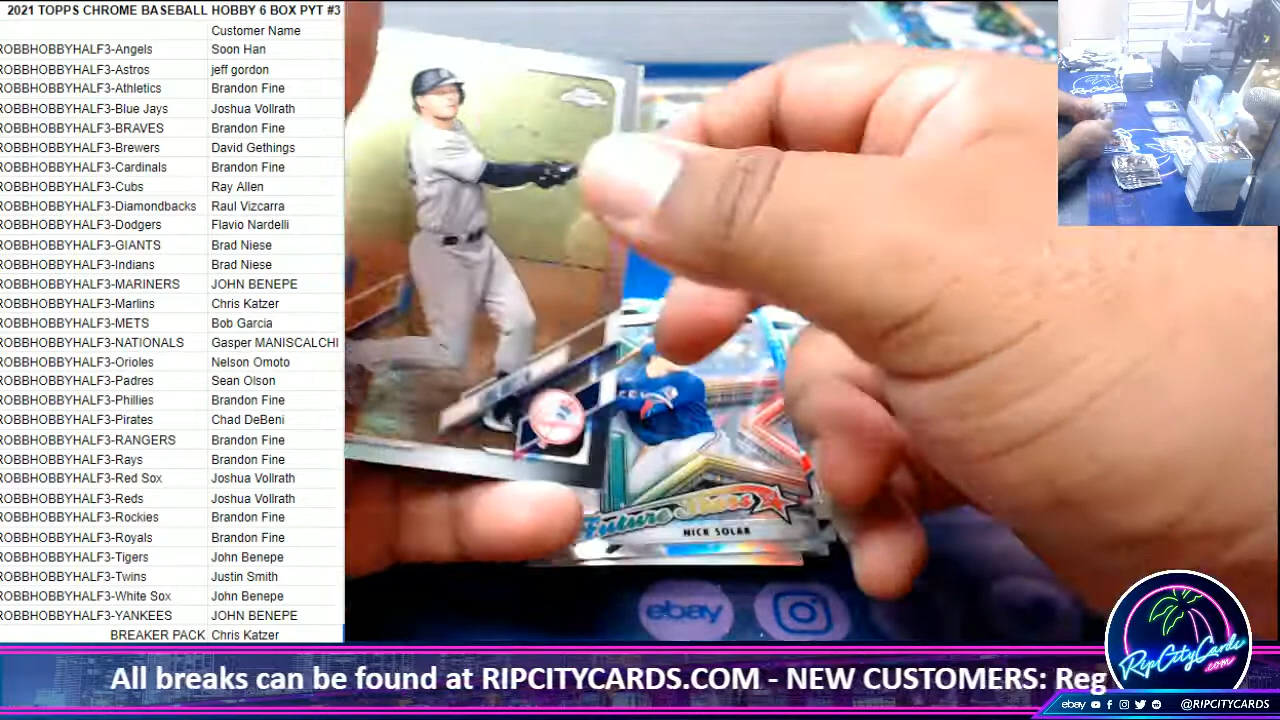 2021 TOPPS CHROME BASEBALL HOBBY 6 BOX PYT #3
Customer Name
ROBBHOBBYHALF3-Angels Soon Han
ROBBHOBBYHALF3-Astros jeff gordon
ROBBHOBBYHALF3-Athletics Brandon Fine
ROBBHOBBYHALF3-Blue Jays Joshua Vollrath
ROBBHOBBYHALF3-BRAVES Brandon Fine
ROBBHOBBYHALF3-Brewers David Gethings
ROBBHOBBYHALF3-Cardinals Brandon Fine
ROBBHOBBYHALF3-Cubs Ray Allen
ROBBHOBBYHALF3-Diamondbacks Raul Vizcarra
ROBBHOBBYHALF3-Dodgers Flavio Nardelli
ROBBHOBBYHALF3-GIANTS Brad Niese
ROBBHOBBYHALF3-Indians Brad Niese
ROBBHOBBYHALF3-MARINERS JOHN BENEPE
ROBBHOBBYHALF3-Marlins Chris Katzer
ROBBHOBBYHALF3-METS Bob Garcia
ROBBHOBBYHALF3-NATIONALS Gasper MANISCALCHI
ROBBHOBBYHALF3-Orioles Nelson Omoto
ROBBHOBBYHALF3-Padres Sean Olson
ROBBHOBBYHALF3-Phillies Brandon Fine
ROBBHOBBYHALF3-Pirates Chad DeBeni
ROBBHOBBYHALF3-RANGERS Brandon Fine
ROBBHOBBYHALF3-Rays Brandon Fine
ROBBHOBBYHALF3-Red Sox Joshua Vollrath
ROBBHOBBYHALF3-Reds Joshua Vollrath
ROBBHOBBYHALF3-Rockies Brandon Fine
ROBBHOBBYHALF3-Royals Brandon Fine
ROBBHOBBYHALF3-Tigers John Benepe
ROBBHOBBYHALF3-Twins Justin Smith
ROBBHOBBYHALF3-White Sox John Benepe
ROBBHOBBYHALF3-YANKEES JOHN BENEPE
BREAKER PACK Chris Katzer
Future Stars
NICK SOLAK
ebay
RipCityCards
.com
All breaks can be found at RIPCITYCARDS.COM - NEW CUSTOMERS: Reg
ebay @RIPCITYCARDS